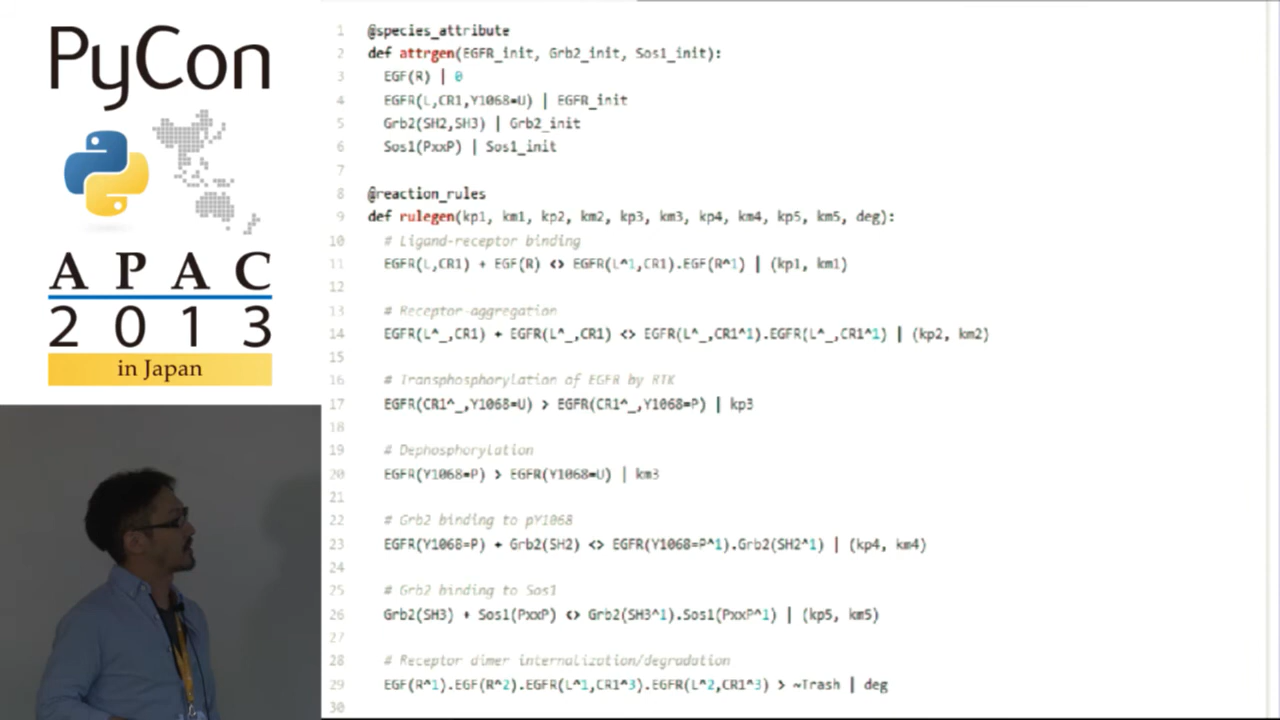 PyCon
APAC
2013
in Japan
1 @species_attribute
2 def attrgen(EGFR_init, Grb2_init, Sos1_init):
3 EGF(R) | 0
4 EGFR(L,CR1,Y1068=U) | EGFR_init
5 Grb2(SH2,SH3) | Grb2_init
6 Sos1(PxxP) | Sos1_init
7
8 @reaction_rules
9 def rulegen(kp1, km1, kp2, km2, kp3, km3, kp4, km4, kp5, km5, deg):
10 # Ligand-receptor binding
11 EGFR(L,CR1) + EGF(R) <> EGFR(L^1,CR1).EGF(R^1) | (kp1, km1)
12
13 # Receptor-aggregation
14 EGFR(L^_,CR1) + EGFR(L^_,CR1) <> EGFR(L^_,CR1^1).EGFR(L^_,CR1^1) | (kp2, km2)
15
16 # Transphosphorylation of EGFR by RTK
17 EGFR(CR1^_,Y1068=U) > EGFR(CR1^_,Y1068=P) | kp3
18
19 # Dephosphorylation
20 EGFR(Y1068=P) > EGFR(Y1068=U) | km3
21
22 # Grb2 binding to pY1068
23 EGFR(Y1068=P) + Grb2(SH2) <> EGFR(Y1068=P^1).Grb2(SH2^1) | (kp4, km4)
24
25 # Grb2 binding to Sos1
26 Grb2(SH3) + Sos1(PxxP) <> Grb2(SH3^1).Sos1(PxxP^1) | (kp5, km5)
27
28 # Receptor dimer internalization/degradation
29 EGF(R^1).EGF(R^2).EGFR(L^1,CR1^3).EGFR(L^2,CR1^3) > ~Trash | deg
30